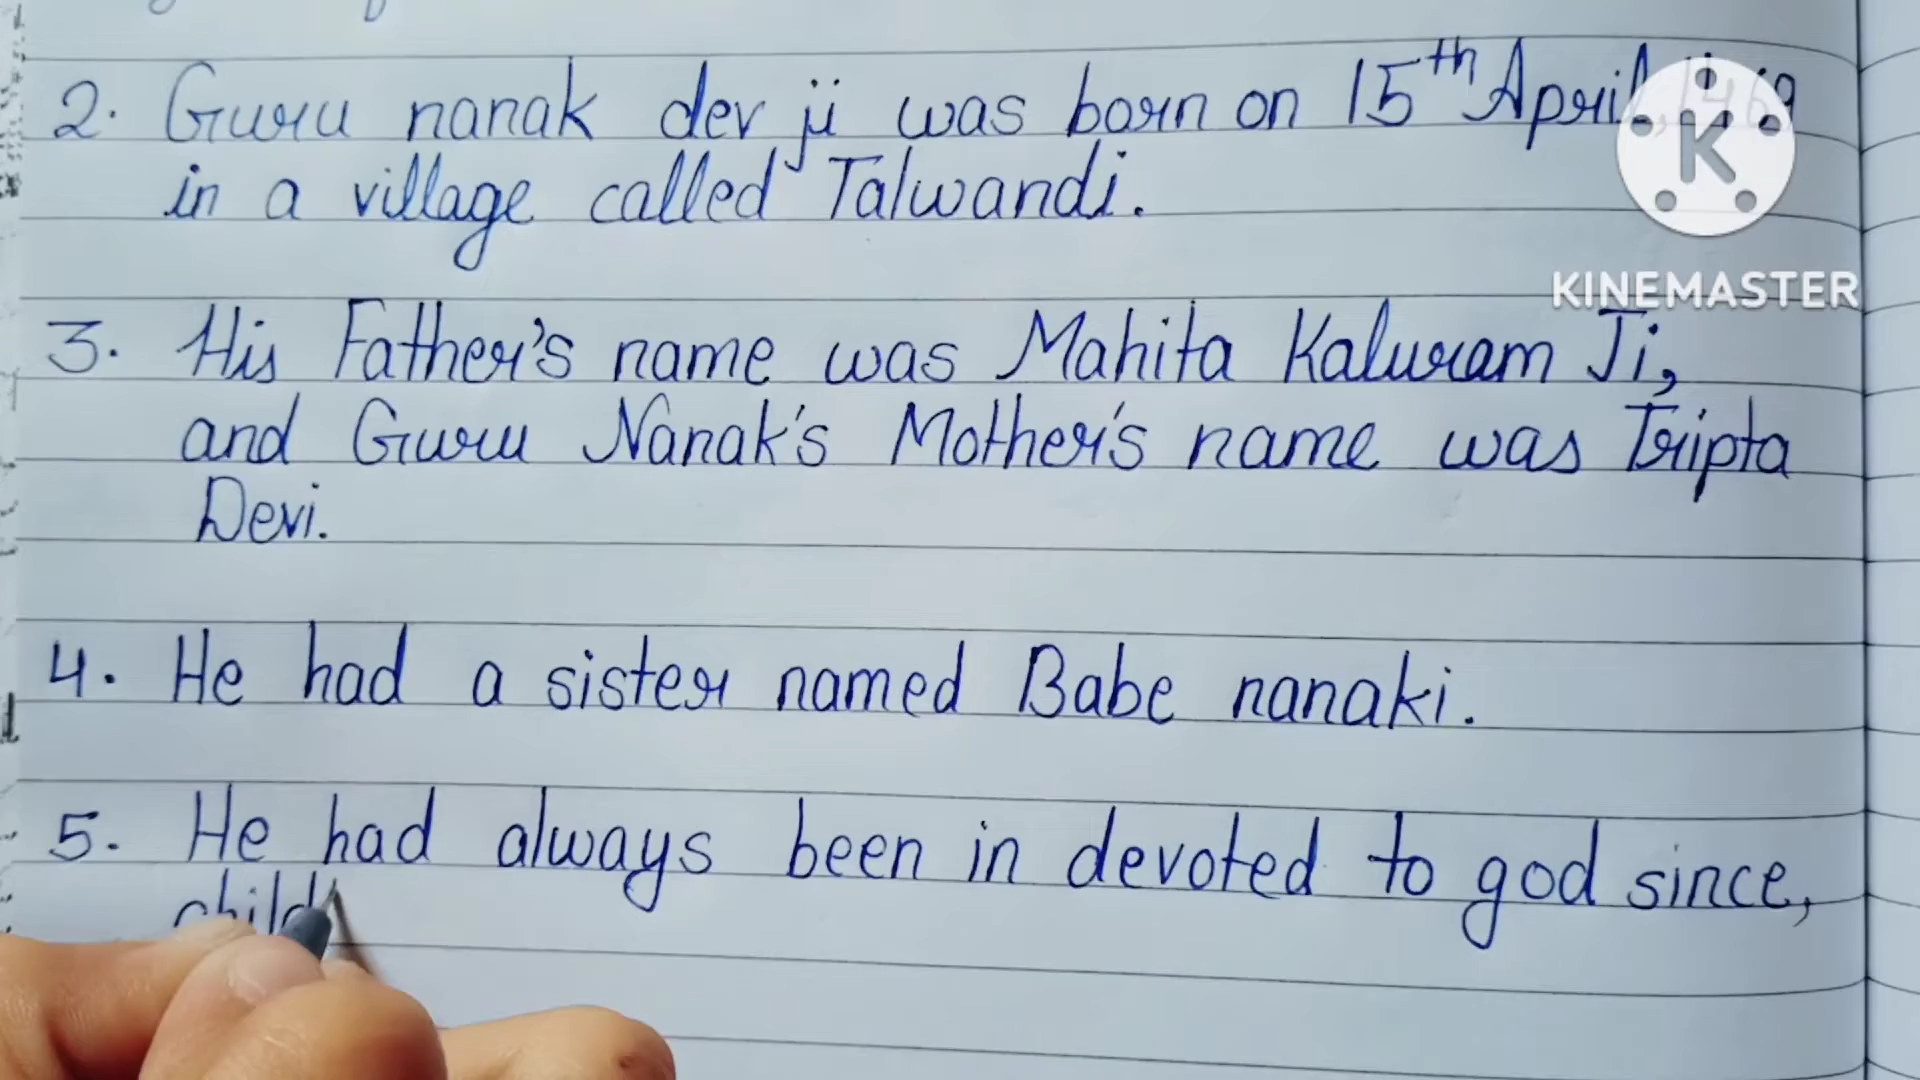 2. Guru nanak dev ji was born on 15th April, 1469
in a village called Talwandi.
KINEMASTER
3. His Father's name was Mahita Kaluram Ji,
and Guru Nanak's Mother's name was Tripta
Devi.
4. He had a sister named Babe nanaki.
5. He had always been in devoted to god since,
child